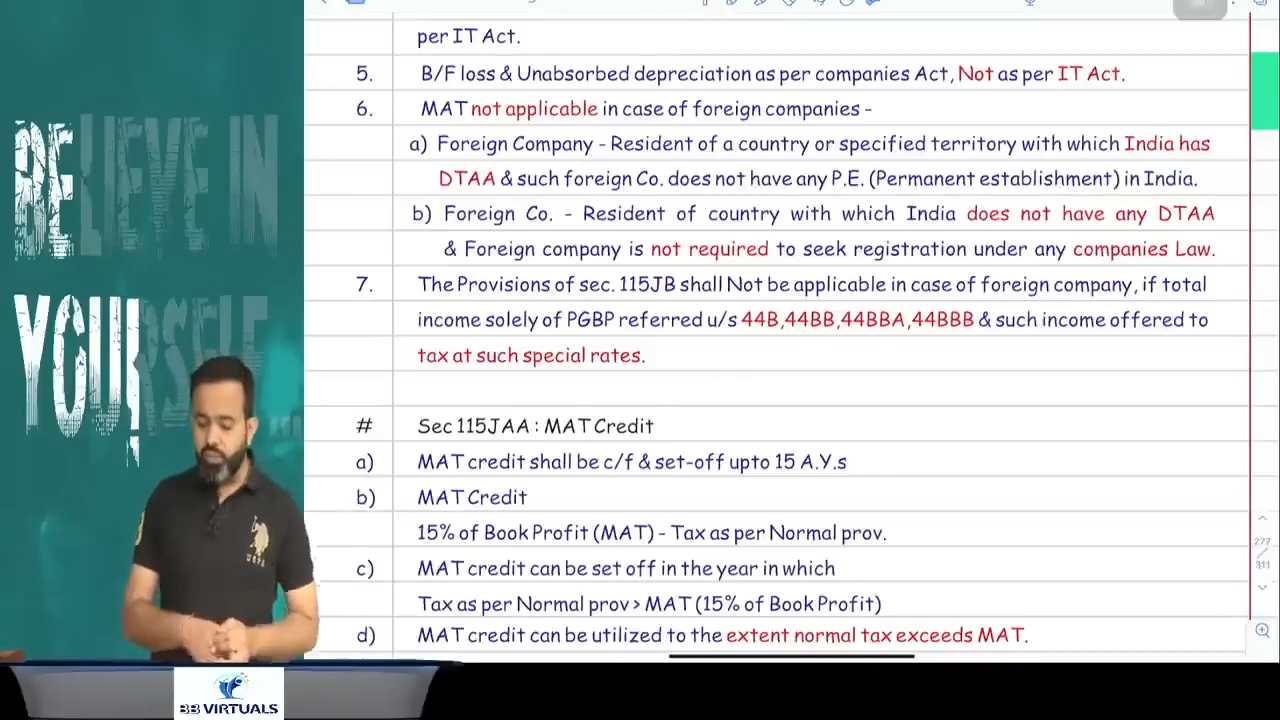 BELIEVE IN
YOURSELF
per IT Act.
5. B/F loss & Unabsorbed depreciation as per companies Act, Not as per IT Act.
6. MAT not applicable in case of foreign companies -
a) Foreign Company - Resident of a country or specified territory with which India has
DTAA & such foreign Co. does not have any P.E. (Permanent establishment) in India.
b) Foreign Co. - Resident of country with which India does not have any DTAA
& Foreign company is not required to seek registration under any companies Law.
7. The Provisions of sec. 115JB shall Not be applicable in case of foreign company, if total
income solely of PGBP referred u/s 44B,44BB,44BBA,44BBB & such income offered to
tax at such special rates.
# Sec 115JAA : MAT Credit
a) MAT credit shall be c/f & set-off upto 15 A.Y.s
b) MAT Credit
15% of Book Profit (MAT) - Tax as per Normal prov.
c) MAT credit can be set off in the year in which
Tax as per Normal prov > MAT (15% of Book Profit)
d) MAT credit can be utilized to the extent normal tax exceeds MAT.
277
/
311
USPA
BB VIRTUALS